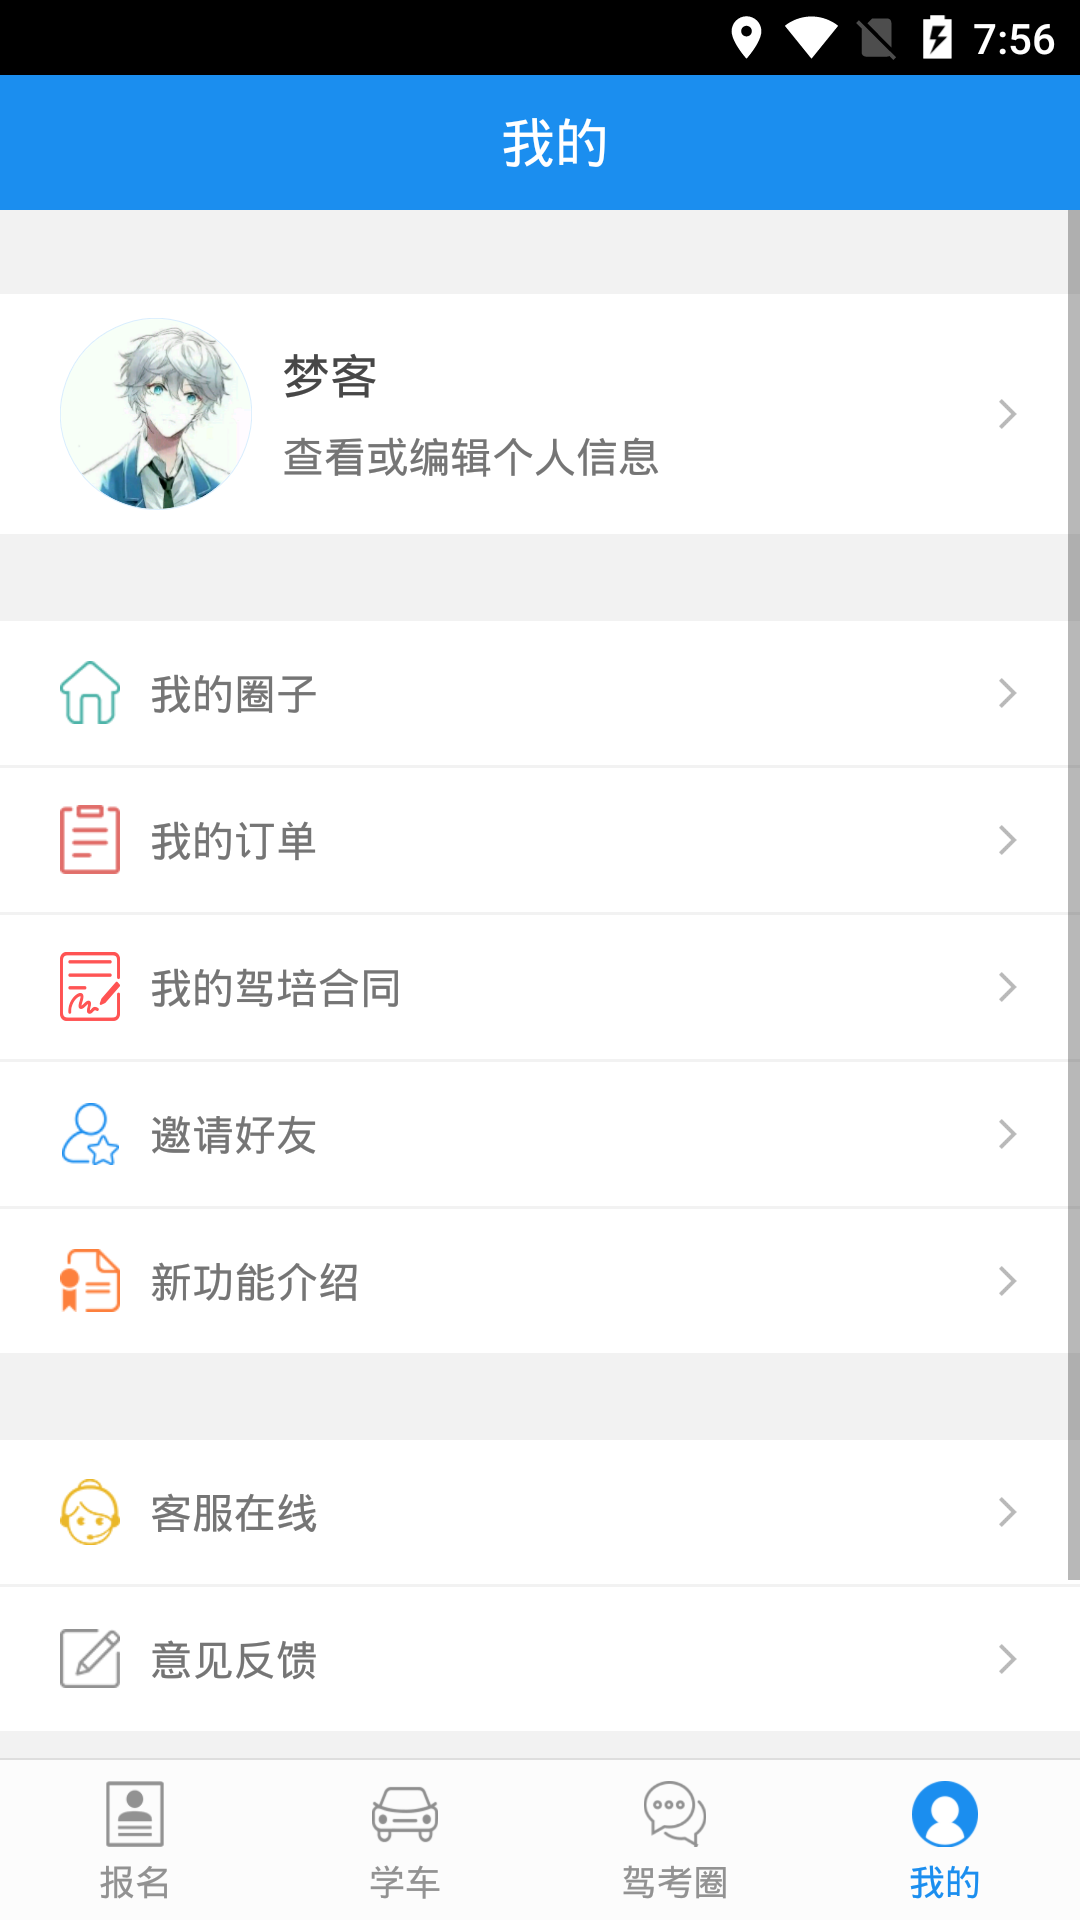 7:56
我的
梦客
查看或编辑个人信息
我的圈子
我的订单
我的驾培合同
邀请好友
新功能介绍
客服在线
意见反馈
报名
学车
驾考圈
我的